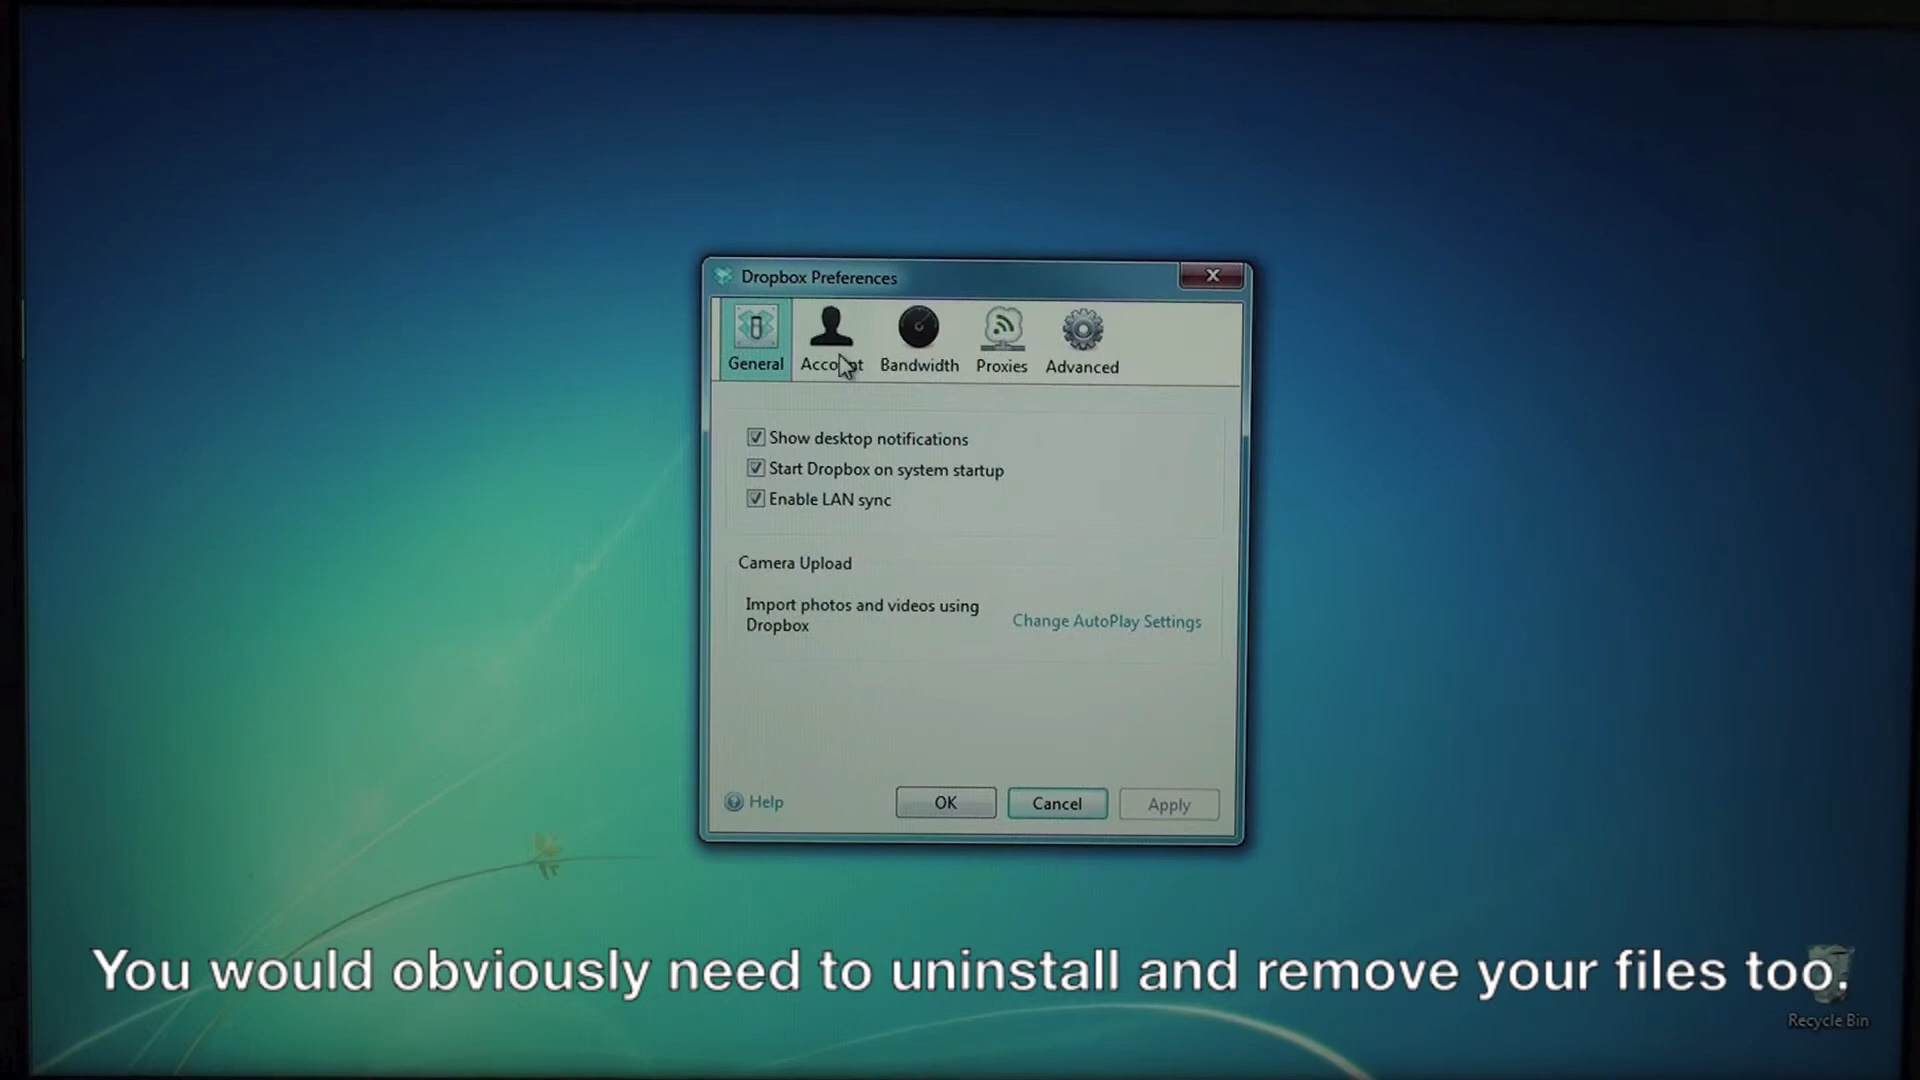 Dropbox Preferences
General Account Bandwidth Proxies Advanced
Show desktop notifications
Start Dropbox on system startup
Enable LAN sync
Camera Upload
Import photos and videos using
Dropbox
Change AutoPlay Settings
Help OK Cancel Apply
You would obviously need to uninstall and remove your files too.
Recycle Bin